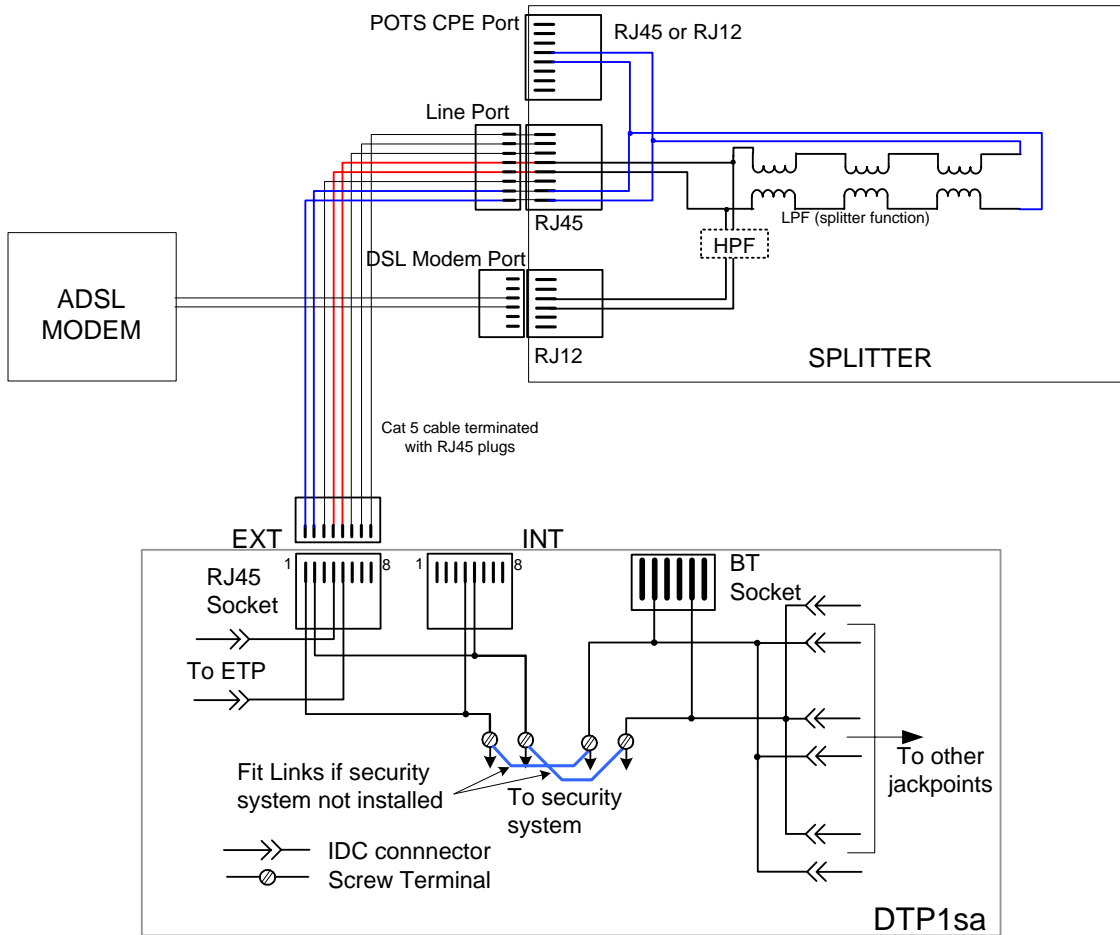 POTS CPE Port
RJ45 or RJ12
Line Port
RJ45
LPF (splitter function)
HPF
DSL Modem Port
ADSL
MODEM
RJ12
SPLITTER
Cat 5 cable terminated
with RJ45 plugs
EXT
INT
1
8
1
8
RJ45
Socket
BT
Socket
To ETP
Fit Links if security
system not installed
To security
system
To other
jackpoints
IDC connnector
Screw Terminal
DTP1sa